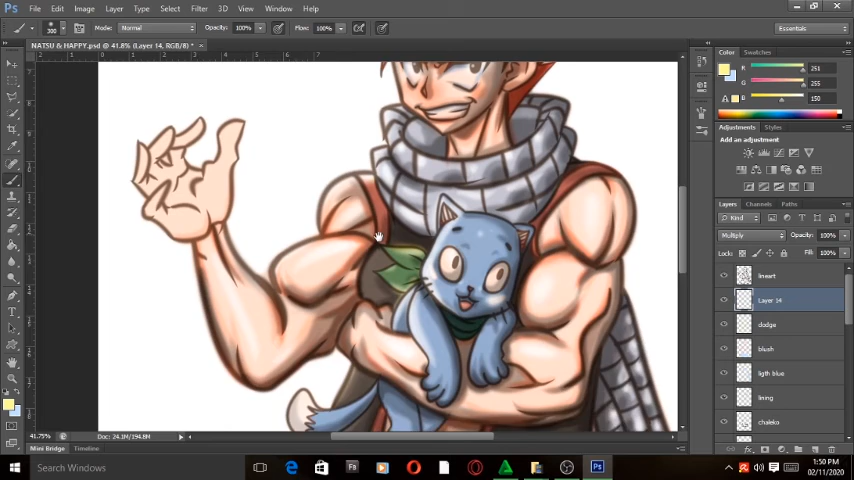 Ps File Edit Image Layer Type Select Filter 3D View Window Help
300 Mode: Normal Opacity: 100% Flow: 100% Essentials
NATSU & HAPPY.psd @ 41.8% (Layer 14, RGB/8) * ×
Color Swatches
R 251
G 255
B 150
Adjustments Styles
Add an adjustment
Layers Channels Paths
Kind
Multiply Opacity: 100%
Lock: Fill: 100%
lineart
Layer 14
dodge
blush
ligth blue
lining
chaleko
41.75% Doc: 24.1M/194.8M
Mini Bridge Timeline
Search Windows
1:50 PM
02/11/2020